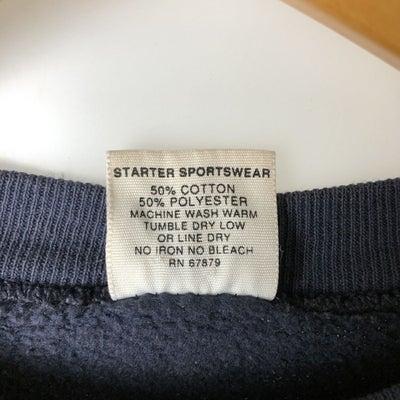 STARTER SPORTSWEAR
50% COTTON
50% POLYESTER
MACHINE WASH WARM
TUMBLE DRY LOW
OR LINE DRY
NO IRON NO BLEACH
RN 67879